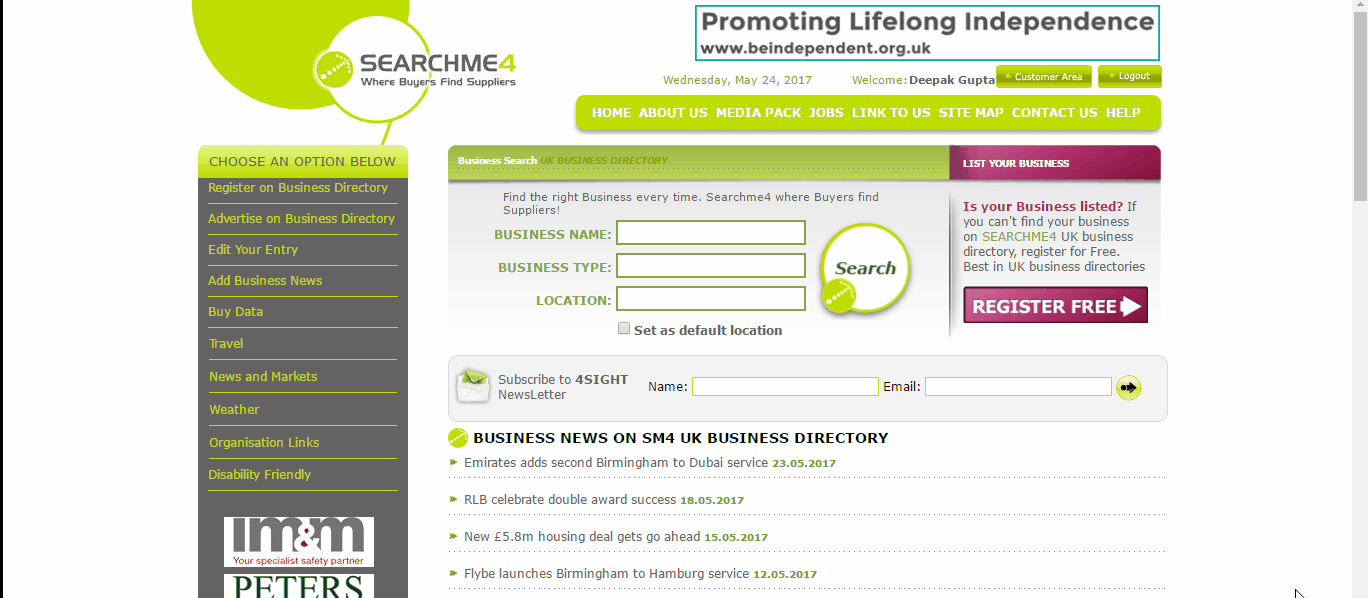 Promoting Lifelong Independence
www.beindependent.org.uk
SEARCHME4
Where Buyers Find Suppliers
Wednesday, May 24, 2017
Welcome: Deepak Gupta
Customer Area
Logout
HOME ABOUT US MEDIA PACK JOBS LINK TO US SITE MAP CONTACT US HELP
CHOOSE AN OPTION BELOW
Register on Business Directory
Advertise on Business Directory
Edit Your Entry
Add Business News
Buy Data
Travel
News and Markets
Weather
Organisation Links
Disability Friendly
im&m
Your specialist safety partner
PETERS
Business Search UK BUSINESS DIRECTORY
Find the right Business every time. Searchme4 where Buyers find
Suppliers!
BUSINESS NAME:
BUSINESS TYPE:
LOCATION:
Search
Set as default location
LIST YOUR BUSINESS
Is your Business listed? If
you can't find your business
on SEARCHME4 UK business
directory, register for Free.
Best in UK business directories
REGISTER FREE
Subscribe to 4SIGHT
NewsLetter
Name:
Email:
BUSINESS NEWS ON SM4 UK BUSINESS DIRECTORY
Emirates adds second Birmingham to Dubai service 23.05.2017
RLB celebrate double award success 18.05.2017
New £5.8m housing deal gets go ahead 15.05.2017
Flybe launches Birmingham to Hamburg service 12.05.2017